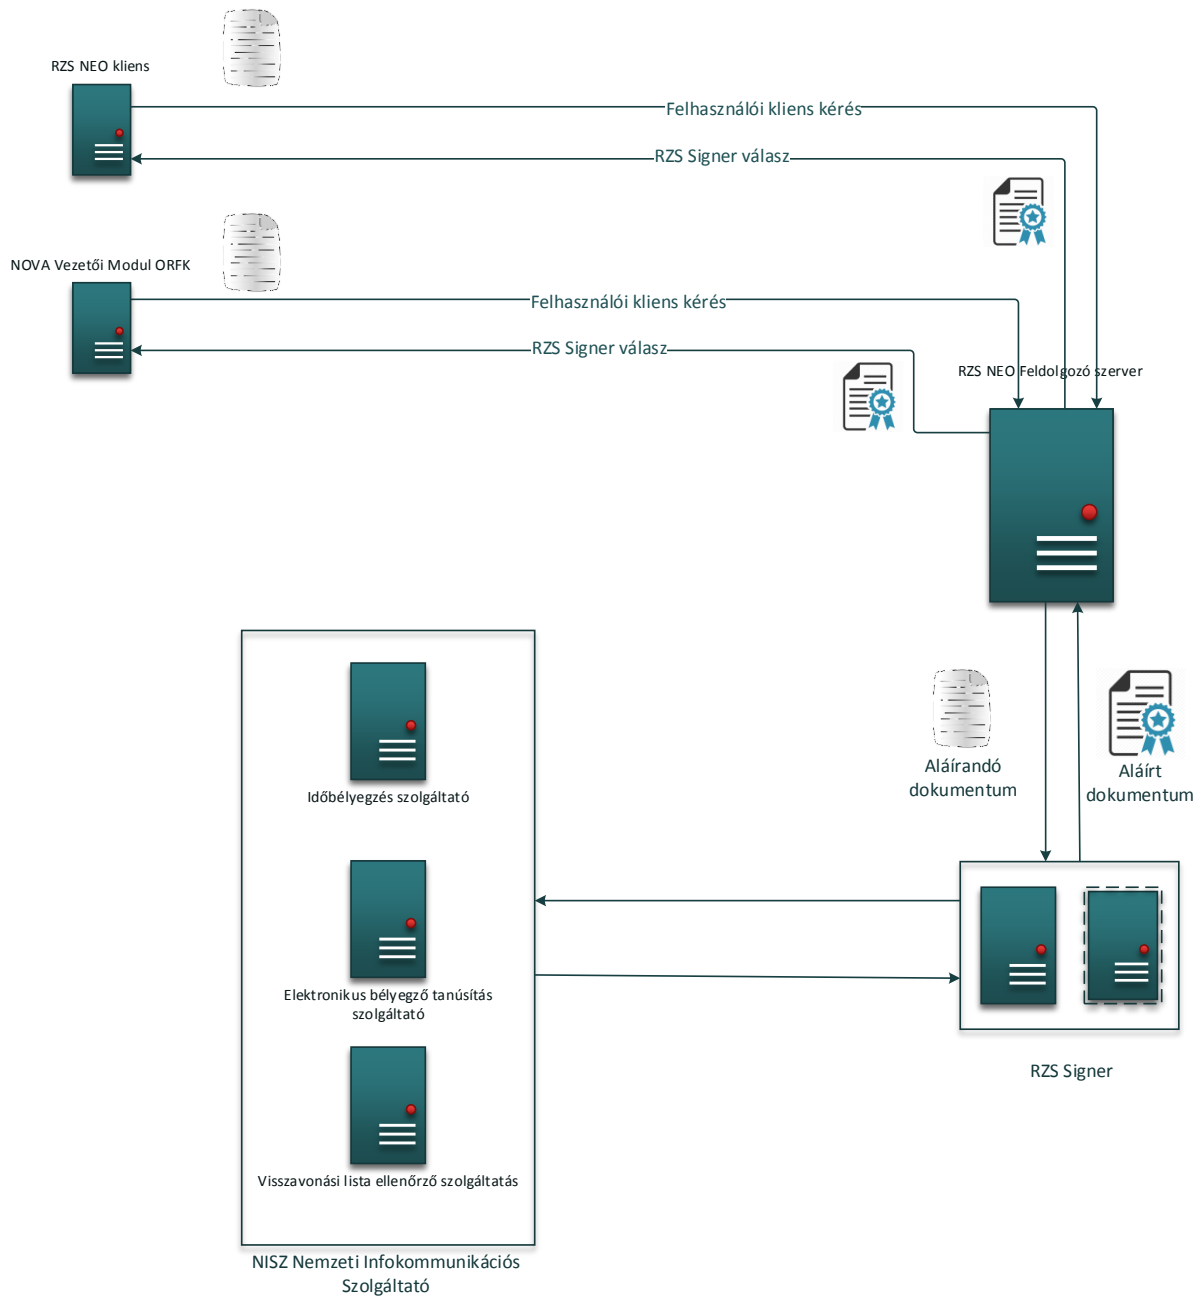 RZS NEO kliens
Felhasználói kliens kérés
RZS Signer válasz
NOVA Vezetői Modul ORFK
Felhasználói kliens kérés
RZS Signer válasz
RZS NEO Feldolgozó szerver
Aláírandó
dokumentum
Aláírt
dokumentum
Időbélyegzés szolgáltató
Elektronikus bélyegző tanúsítás
szolgáltató
RZS Signer
Visszavonási lista ellenőrző szolgáltatás
NISZ Nemzeti Infokommunikációs
Szolgáltató